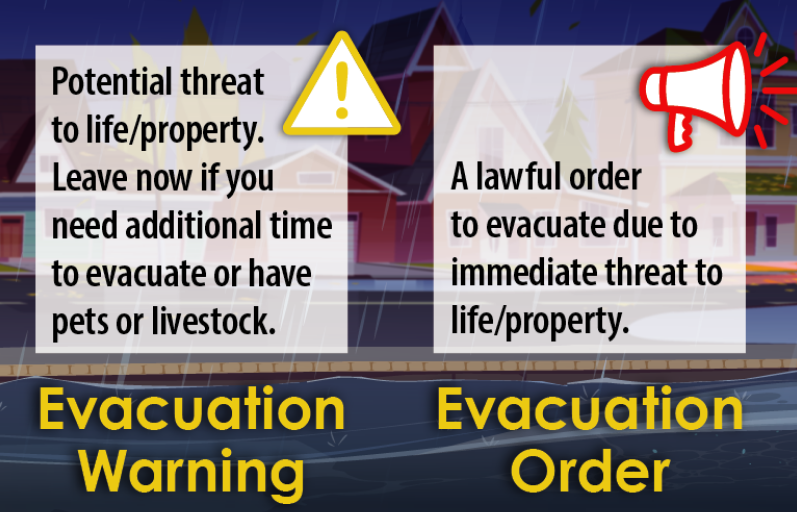 Potential threat
to life/property.
Leave now if you
need additional time
to evacuate or have
pets or livestock.
Evacuation
Warning
A lawful order
to evacuate due to
immediate threat to
life/property.
Evacuation
Order